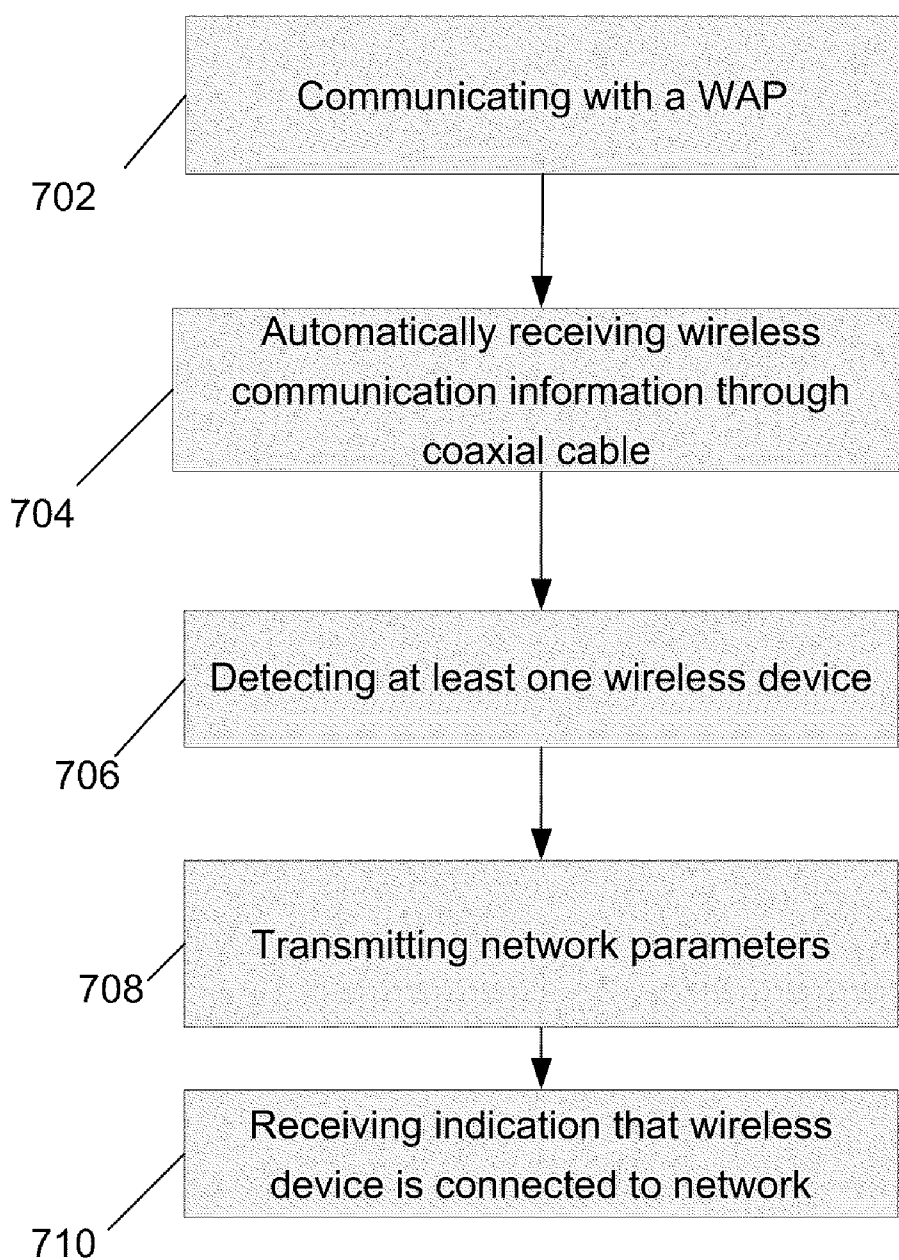 Communicating with a WAP
702
Automatically receiving wireless
communication information through
coaxial cable
704
Detecting at least one wireless device
706
Transmitting network parameters
708
Receiving indication that wireless
device is connected to network
710